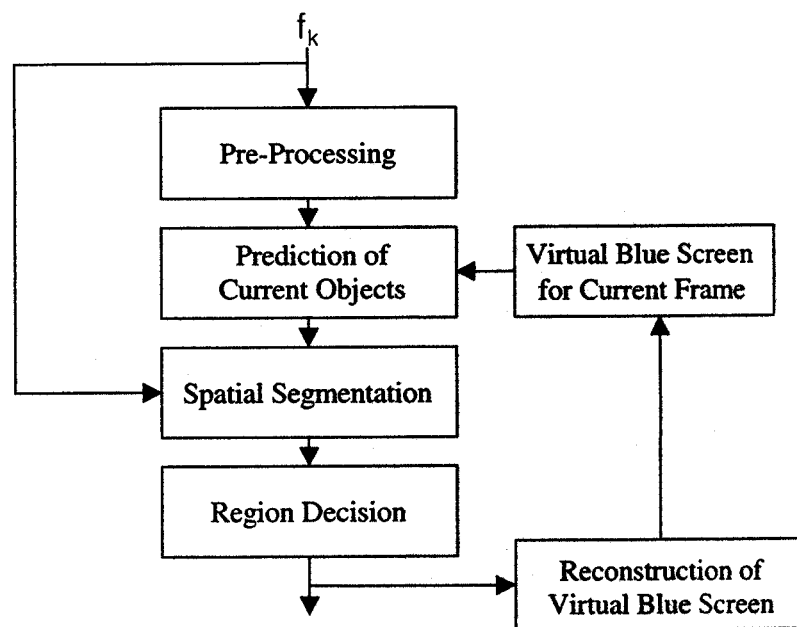 fk
Pre-Processing
Prediction of
Current Objects
Virtual Blue Screen
for Current Frame
Spatial Segmentation
Region Decision
Reconstruction of
Virtual Blue Screen